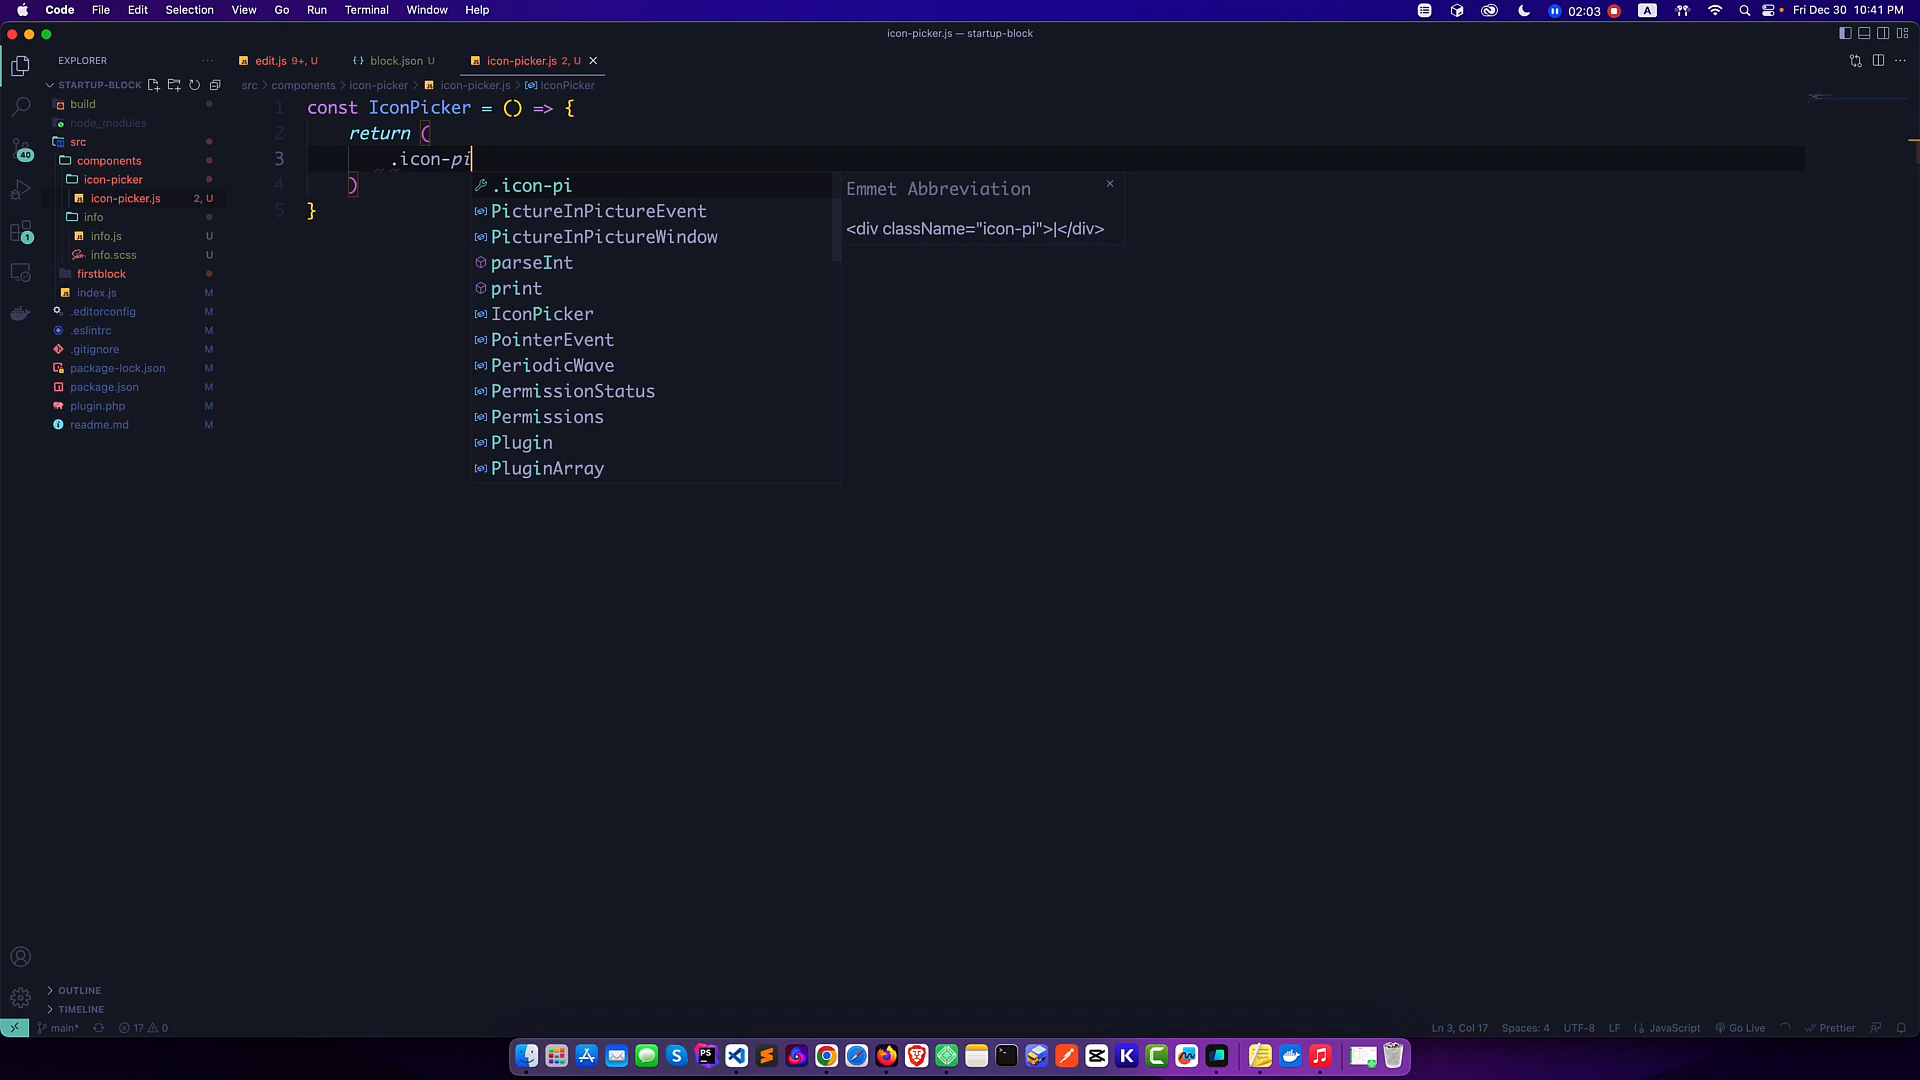 Code File Edit Selection View Go Run Terminal Window Help
02:03 A Fri Dec 30 10:41 PM
icon-picker.js — startup-block
EXPLORER
edit.js 9+, U
block.json U
icon-picker.js 2, U
STARTUP-BLOCK
src > components > icon-picker > icon-picker.js > IconPicker
build
node_modules
src
components
icon-picker
icon-picker.js 2, U
info
info.js U
info.scss U
firstblock
index.js M
.editorconfig M
.eslintrc M
.gitignore M
package-lock.json M
package.json M
plugin.php M
readme.md M
40
1
1 const IconPicker = () => {
2 return (
3 .icon-pi
4 )
5 }
.icon-pi
PictureInPictureEvent
PictureInPictureWindow
parseInt
print
IconPicker
PointerEvent
PeriodicWave
PermissionStatus
Permissions
Plugin
PluginArray
Emmet Abbreviation
<div className="icon-pi">|</div>
OUTLINE
TIMELINE
main* 17 0
Ln 3, Col 17 Spaces: 4 UTF-8 LF JavaScript Go Live Prettier
PS
K